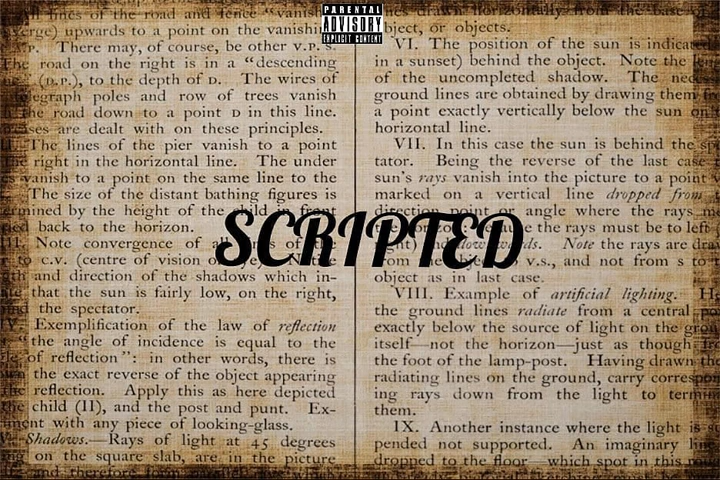 PARENTAL
ADVISORY
EXPLICIT CONTENT
SCRIPTED
lines of the road and fence "vanish
verge) upwards to a point on the vanishing
P. There may, of course, be other v.p.'s.
The road on the right is in a "descending
(D.P.), to the depth of D. The wires of
telegraph poles and row of trees vanish
the road down to a point D in this line.
are dealt with on these principles.
The lines of the pier vanish to a point
right in the horizontal line. The under
vanish to a point on the same line to the
The size of the distant bathing figures is
by the height of the child in front
back to the horizon.
III. Note convergence of all
to C.V. (centre of vision
and direction of the shadows which in-
that the sun is fairly low, on the right,
the spectator.
IV. Exemplification of the law of reflection
"the angle of incidence is equal to the
of reflection": in other words, there is
the exact reverse of the object appearing
reflection. Apply this as here depicted
child (II), and the post and punt. Ex-
with any piece of looking-glass.
V. Shadows.—Rays of light at 45 degrees
on the square slab, are in the picture
and therefore
object, or objects.
VI. The position of the sun is indicated
in a sunset) behind the object. Note the
of the uncompleted shadow. The
ground lines are obtained by drawing them
a point exactly vertically below the sun on
horizontal line.
VII. In this case the sun is behind the
tator. Being the reverse of the last case
sun's rays vanish into the picture to a point
marked on a vertical line dropped from
direction point or angle where the rays
the rays must be to left
downwards. Note the rays are
v.s., and not from s to
object as in last case.
VIII. Example of artificial lighting.
the ground lines radiate from a central
exactly below the source of light on the
itself—not the horizon—just as though
the foot of the lamp-post. Having drawn
radiating lines on the ground, carry
ing rays down from the light to
them.
IX. Another instance where the light is
pended not supported. An imaginary
dropped to the floor—which spot in this